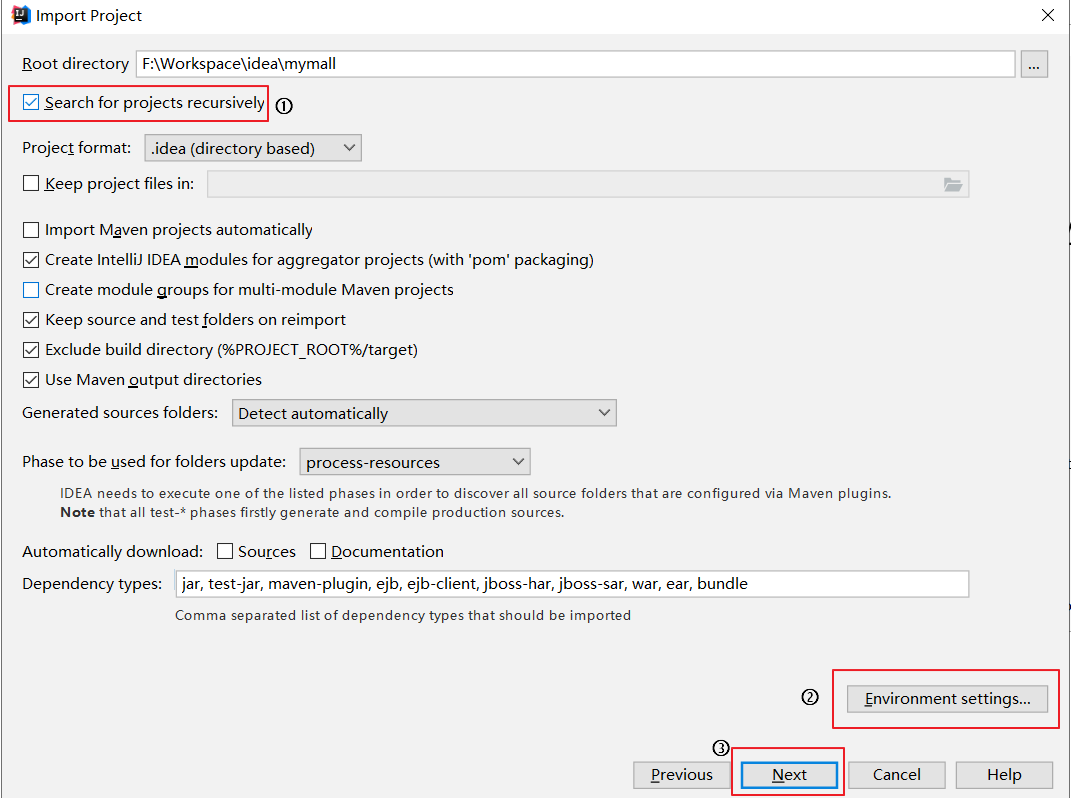 Import Project
Root directory F:\Workspace\idea\mymall ...
Search for projects recursively ①
Project format: .idea (directory based)
Keep project files in:
Import Maven projects automatically
Create IntelliJ IDEA modules for aggregator projects (with 'pom' packaging)
Create module groups for multi-module Maven projects
Keep source and test folders on reimport
Exclude build directory (%PROJECT_ROOT%/target)
Use Maven output directories
Generated sources folders: Detect automatically
Phase to be used for folders update: process-resources
IDEA needs to execute one of the listed phases in order to discover all source folders that are configured via Maven plugins.
Note that all test-* phases firstly generate and compile production sources.
Automatically download: Sources Documentation
Dependency types: jar, test-jar, maven-plugin, ejb, ejb-client, jboss-har, jboss-sar, war, ear, bundle
Comma separated list of dependency types that should be imported
② Environment settings...
③
Previous Next Cancel Help